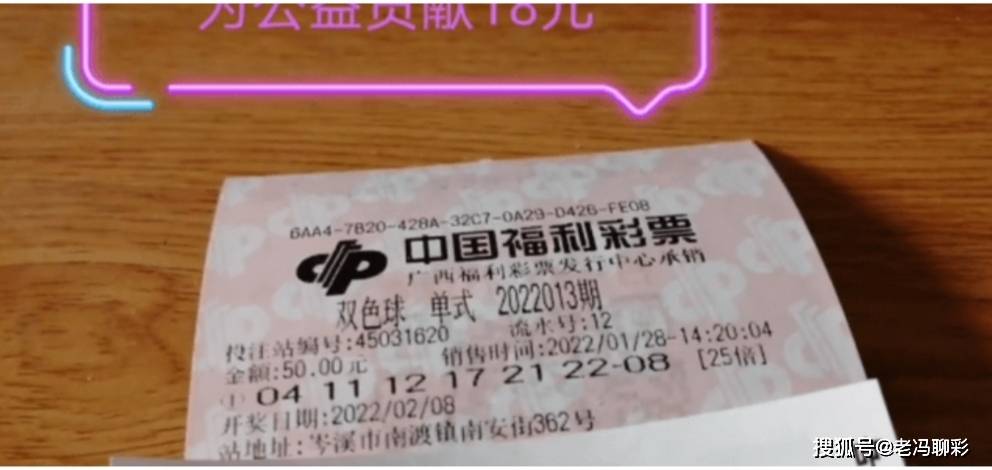 为公益贡献18元
6AA4-7B20-428A-32C7-0A29-D426-FE08
中国福利彩票
广西福利彩票发行中心承销
双色球 单式 2022013期
投注站编号:45031620 流水号:12
金额:50.00元 销售时间:2022/01/28-14:20:04
① 04 11 12 17 21 22-08 [25倍]
开奖日期:2022/02/08
站地址:岑溪市南渡镇南安街362号
搜狐号@老冯聊彩